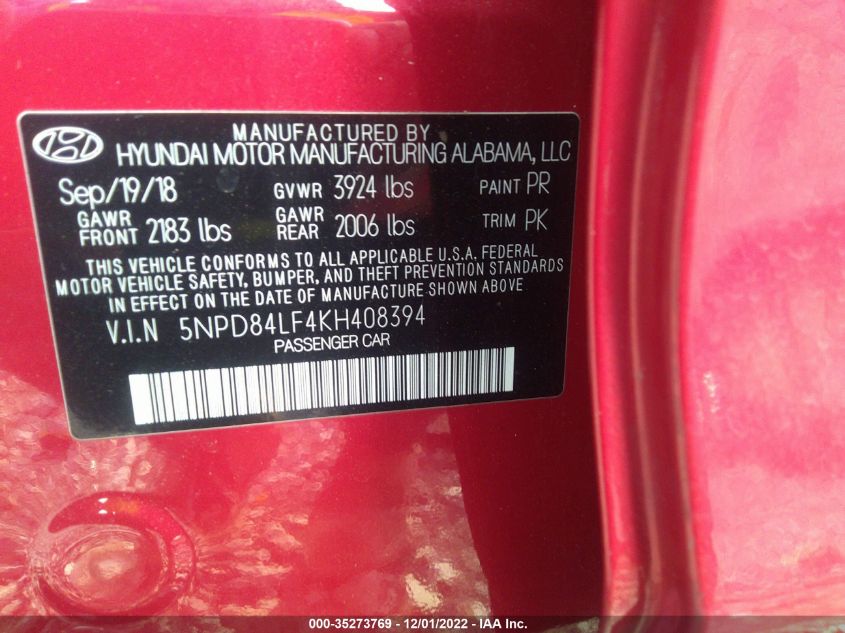 MANUFACTURED BY
HYUNDAI MOTOR MANUFACTURING ALABAMA, LLC
Sep/19/18 GVWR 3924 lbs PAINT PR
GAWR FRONT 2183 lbs GAWR REAR 2006 lbs TRIM PK
THIS VEHICLE CONFORMS TO ALL APPLICABLE U.S.A. FEDERAL
MOTOR VEHICLE SAFETY, BUMPER, AND THEFT PREVENTION STANDARDS
IN EFFECT ON THE DATE OF MANUFACTURE SHOWN ABOVE.
V.I.N 5NPD84LF4KH408394
PASSENGER CAR
000-35273769 - 12/01/2022 - IAA Inc.